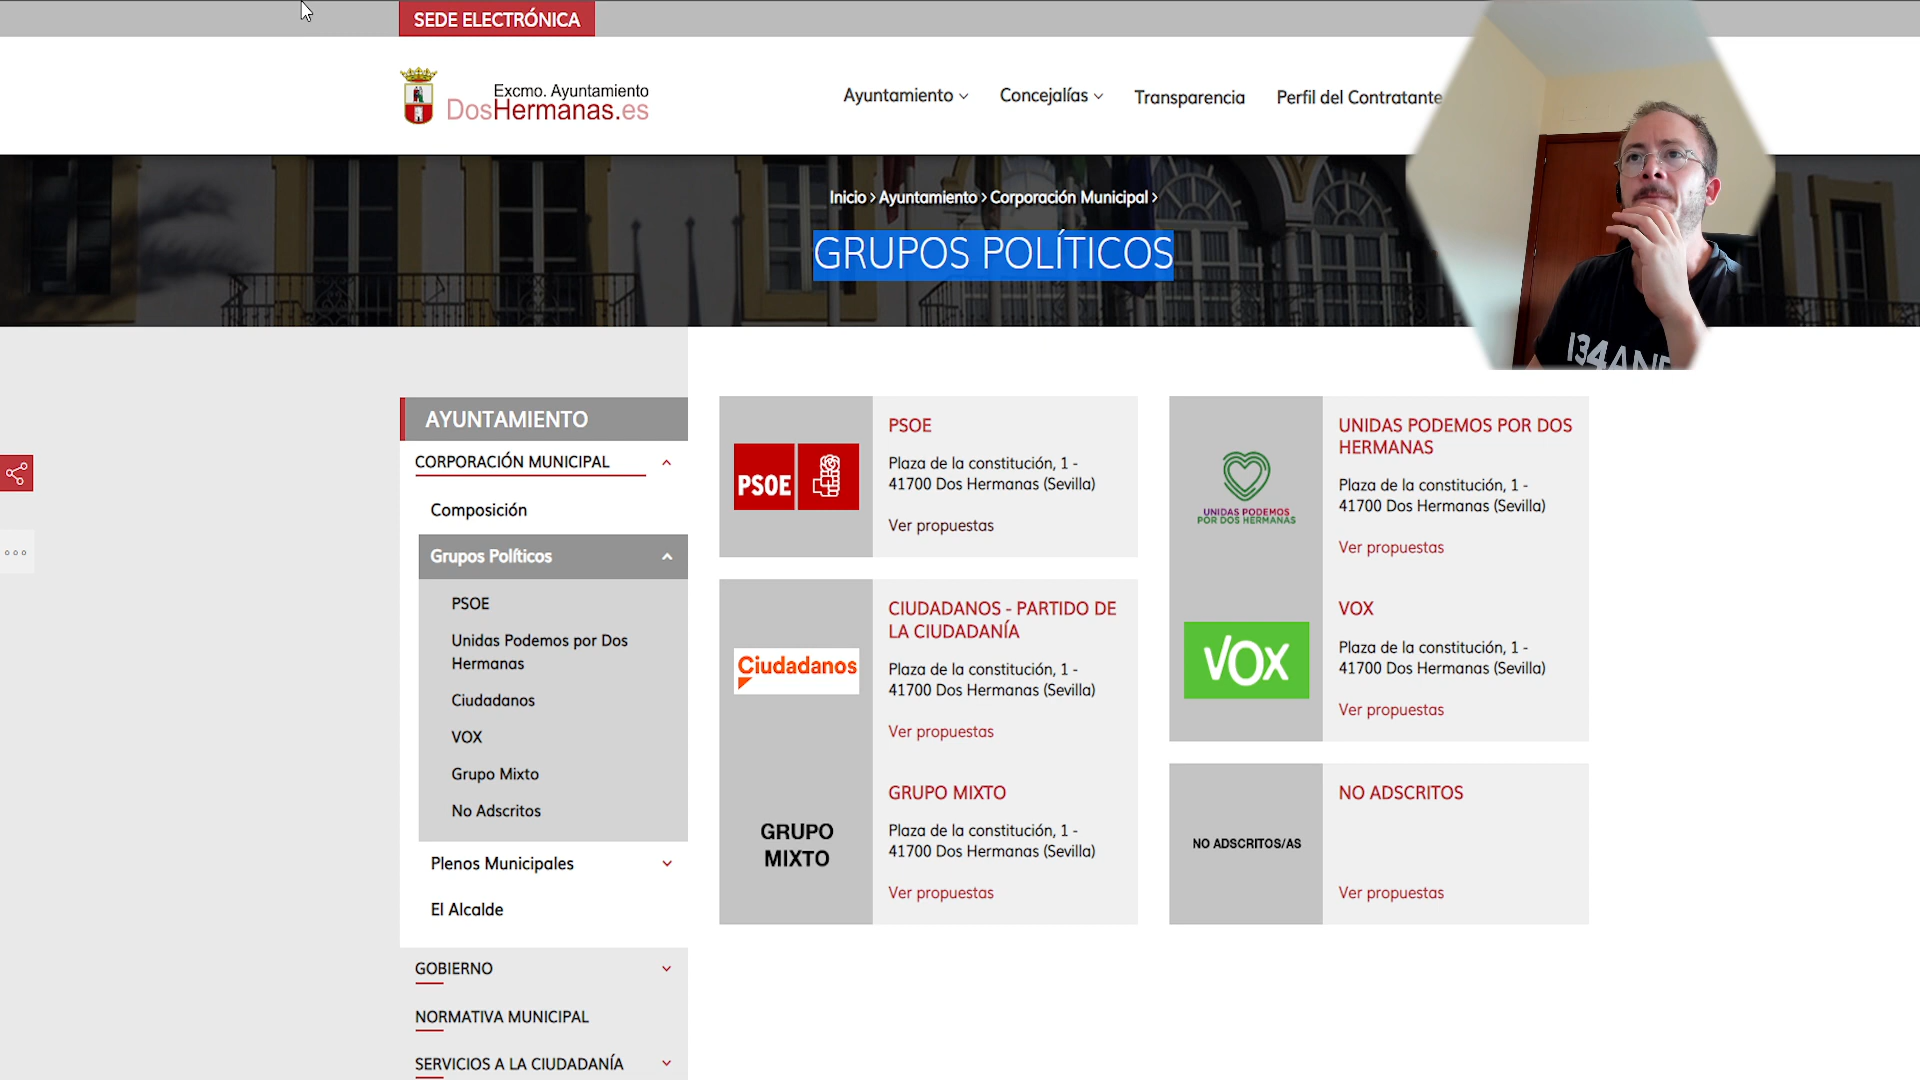 SEDE ELECTRÓNICA
Excmo. Ayuntamiento
DosHermanas.es
Ayuntamiento
Concejalías
Transparencia
Perfil del Contratante
Inicio › Ayuntamiento › Corporación Municipal ›
GRUPOS POLÍTICOS
AYUNTAMIENTO
CORPORACIÓN MUNICIPAL
Composición
Grupos Políticos
PSOE
Unidas Podemos por Dos
Hermanas
Ciudadanos
VOX
Grupo Mixto
No Adscritos
Plenos Municipales
El Alcalde
GOBIERNO
NORMATIVA MUNICIPAL
SERVICIOS A LA CIUDADANÍA
PSOE
PSOE
Plaza de la constitución, 1 -
41700 Dos Hermanas (Sevilla)
Ver propuestas
UNIDAS PODEMOS
POR DOS HERMANAS
UNIDAS PODEMOS POR DOS
HERMANAS
Plaza de la constitución, 1 -
41700 Dos Hermanas (Sevilla)
Ver propuestas
Ciudadanos
CIUDADANOS - PARTIDO DE
LA CIUDADANÍA
Plaza de la constitución, 1 -
41700 Dos Hermanas (Sevilla)
Ver propuestas
VOX
VOX
Plaza de la constitución, 1 -
41700 Dos Hermanas (Sevilla)
Ver propuestas
GRUPO
MIXTO
GRUPO MIXTO
Plaza de la constitución, 1 -
41700 Dos Hermanas (Sevilla)
Ver propuestas
NO ADSCRITOS/AS
NO ADSCRITOS
Ver propuestas